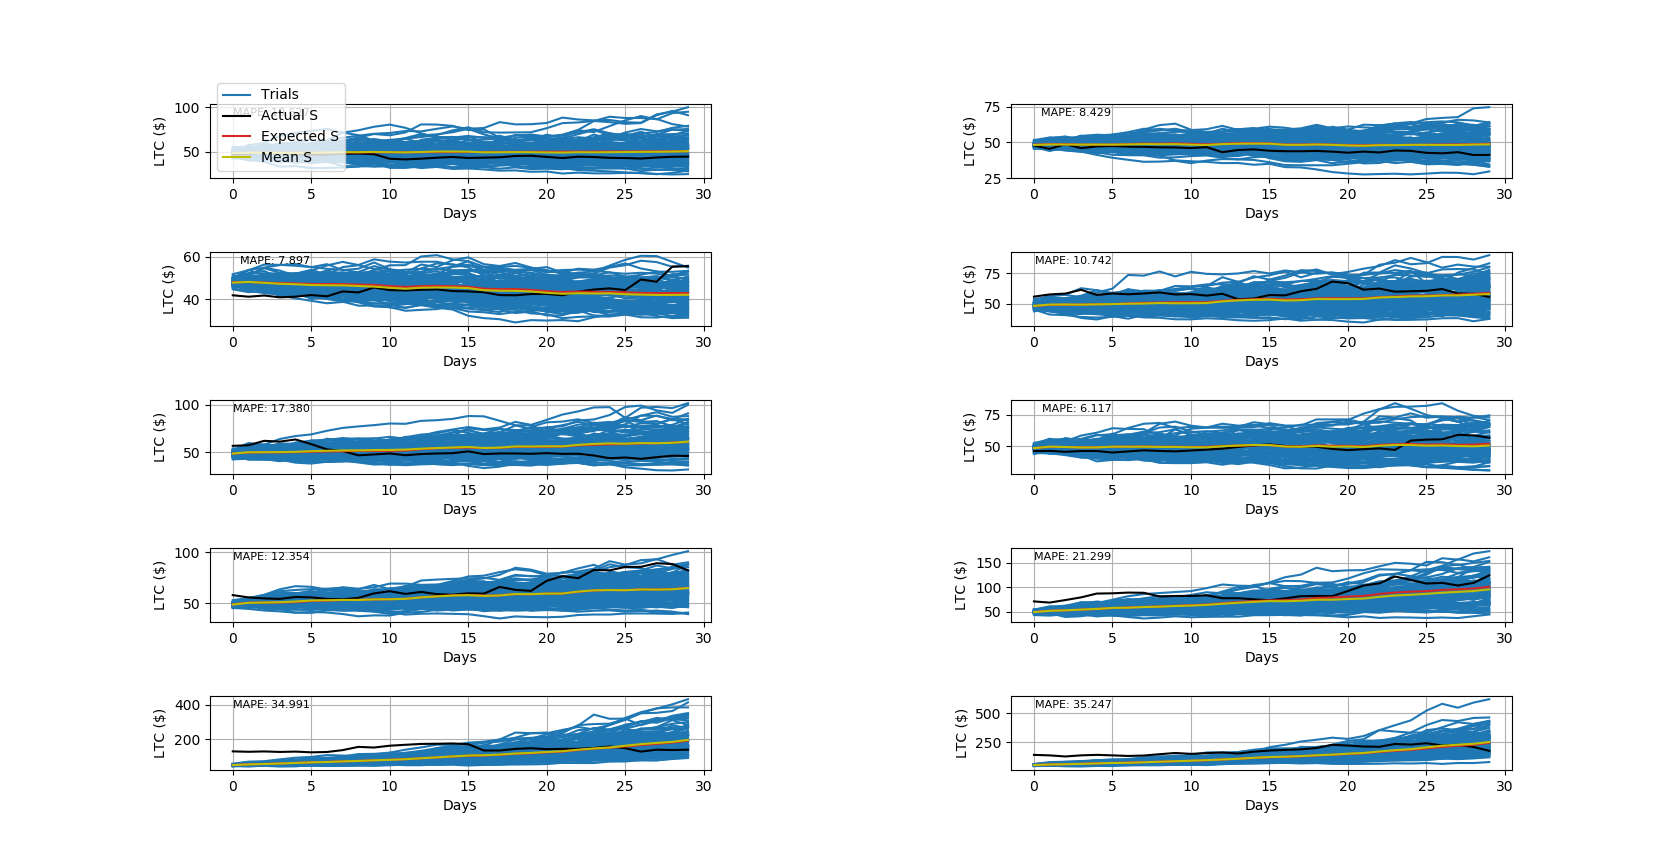 Trials
Actual S
Expected S
Mean S
LTC ($)
100
50
0 5 10 15 20 25 30
Days
MAPE: 8.429
LTC ($)
75
50
25
0 5 10 15 20 25 30
Days
MAPE: 7.897
LTC ($)
60
40
0 5 10 15 20 25 30
Days
MAPE: 10.742
LTC ($)
75
50
0 5 10 15 20 25 30
Days
MAPE: 17.380
LTC ($)
100
50
0 5 10 15 20 25 30
Days
MAPE: 6.117
LTC ($)
75
50
0 5 10 15 20 25 30
Days
MAPE: 12.354
LTC ($)
100
50
0 5 10 15 20 25 30
Days
MAPE: 21.299
LTC ($)
150
100
50
0 5 10 15 20 25 30
Days
MAPE: 34.991
LTC ($)
400
200
0 5 10 15 20 25 30
Days
MAPE: 35.247
LTC ($)
500
250
0 5 10 15 20 25 30
Days